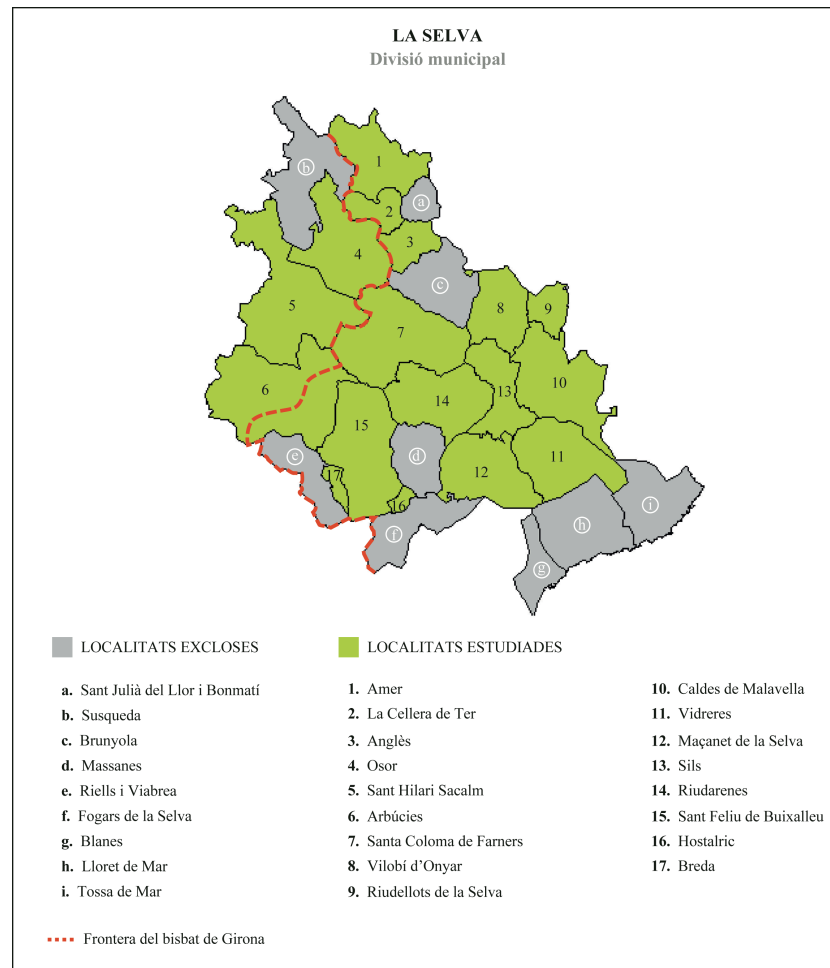 LA SELVA
Divisió municipal
1
b
a
2
3
4
c
5
7
8
9
6
10
13
14
15
d
e
11
12
17
16
f
i
h
g
LOCALITATS EXCLOSES
a. Sant Julià del Llor i Bonmatí
b. Susqueda
c. Brunyola
d. Massanes
e. Riells i Viabrea
f. Fogars de la Selva
g. Blanes
h. Lloret de Mar
i. Tossa de Mar
LOCALITATS ESTUDIADES
1. Amer
2. La Cellera de Ter
3. Anglès
4. Osor
5. Sant Hilari Sacalm
6. Arbúcies
7. Santa Coloma de Farners
8. Vilobí d'Onyar
9. Riudellots de la Selva
10. Caldes de Malavella
11. Vidreres
12. Maçanet de la Selva
13. Sils
14. Riudarenes
15. Sant Feliu de Buixalleu
16. Hostalric
17. Breda
Frontera del bisbat de Girona